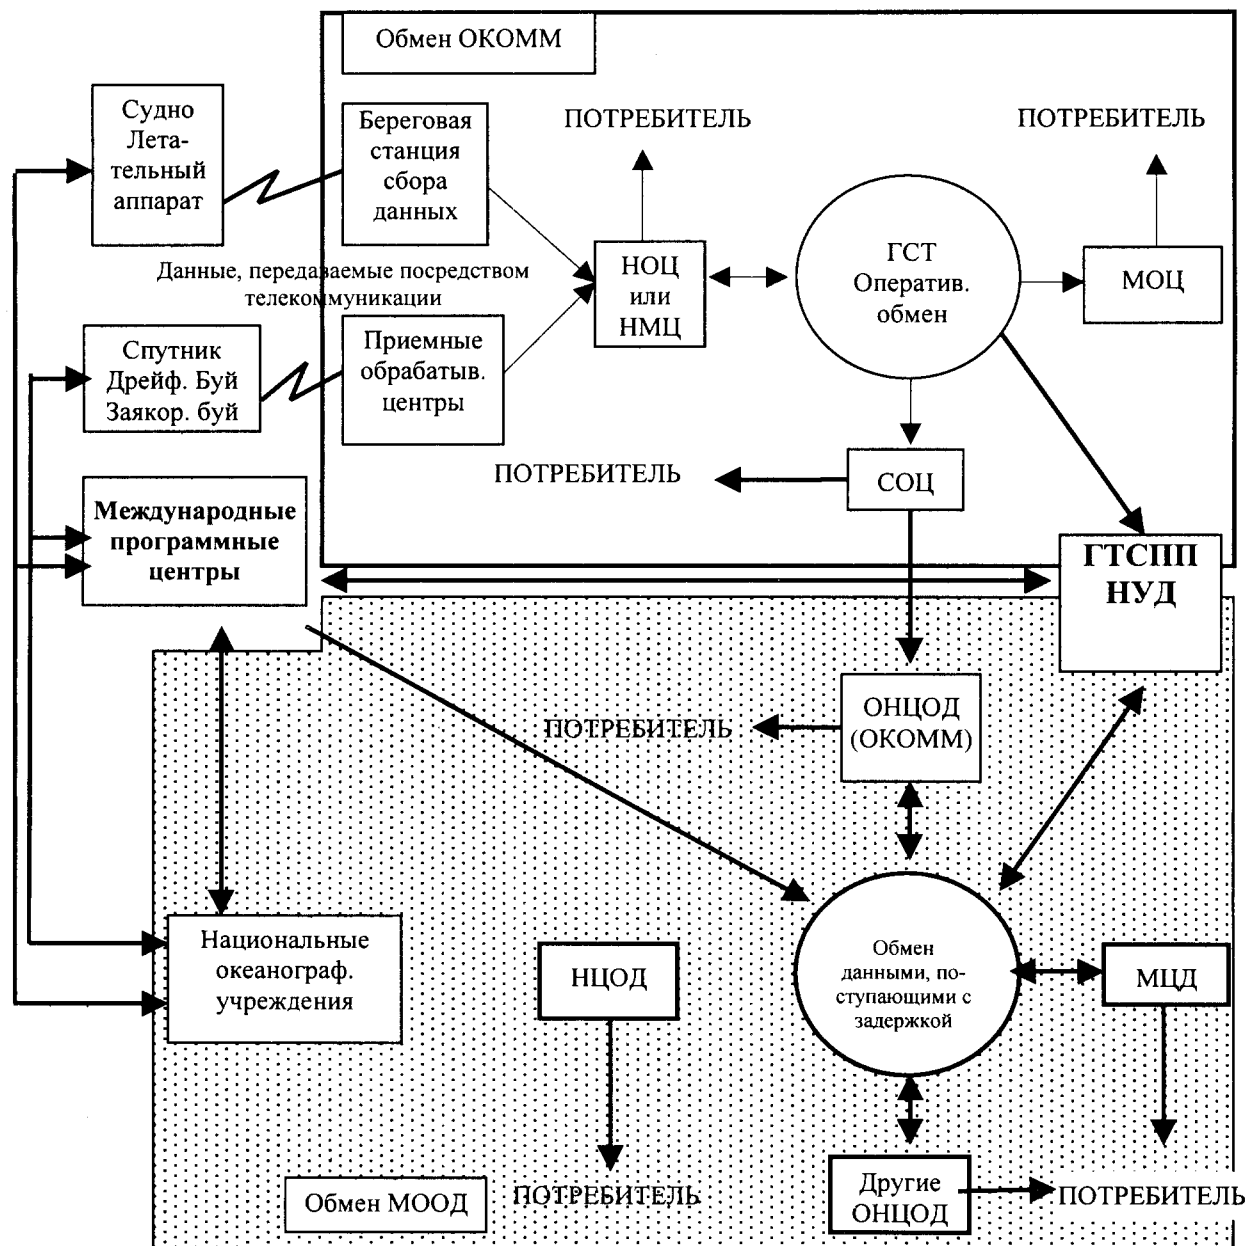 Обмен ОКОММ
Судно
Лета-
тельный
аппарат
Береговая
станция
сбора
данных
ПОТРЕБИТЕЛЬ
ПОТРЕБИТЕЛЬ
ГСТ
Оператив.
обмен
НОЦ
или
НМЦ
МОЦ
Данные, передаваемые посредством
телекоммуникации
Спутник
Дрейф. Буй
Заякор. буй
Приемные
обрабатыв.
центры
ПОТРЕБИТЕЛЬ
СОЦ
Международные
программные
центры
ГТСПП
НУД
ПОТРЕБИТЕЛЬ
ОНЦОД
(ОКОММ)
Национальные
океанограф.
учреждения
НЦОД
Обмен
данными, по-
ступающими с
задержкой
МЦД
Обмен МООД
ПОТРЕБИТЕЛЬ
Другие
ОНЦОД
ПОТРЕБИТЕЛЬ